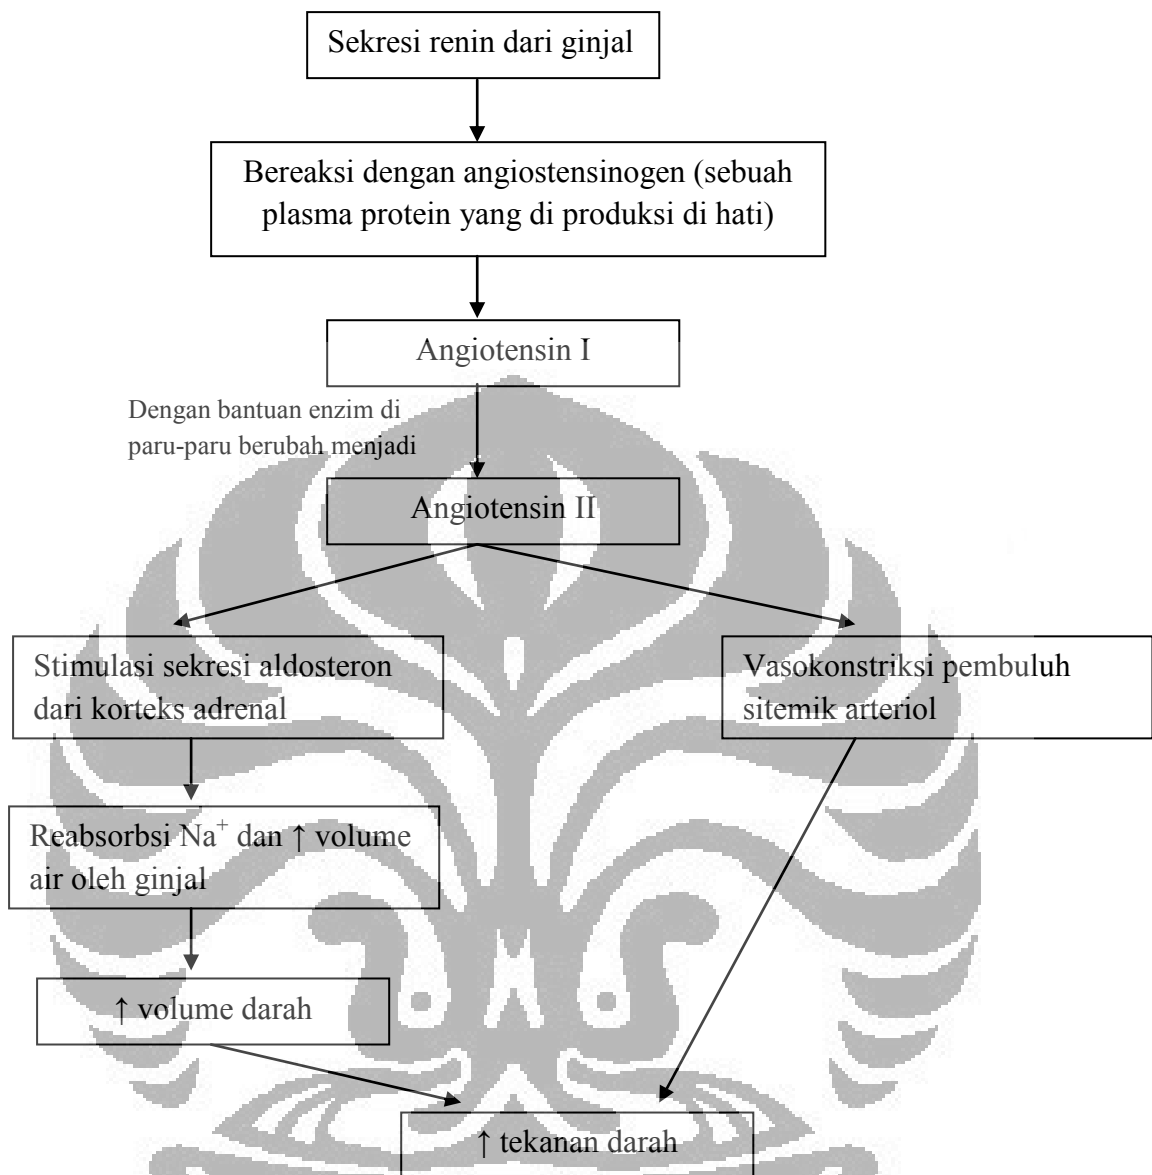 Sekresi renin dari ginjal
Bereaksi dengan angiostensinogen (sebuah
plasma protein yang di produksi di hati)
Angiotensin I
Dengan bantuan enzim di
paru-paru berubah menjadi
Angiotensin II
Stimulasi sekresi aldosteron
dari korteks adrenal
Vasokonstriksi pembuluh
sitemik arteriol
Reabsorbsi Na⁺ dan ↑ volume
air oleh ginjal
↑ volume darah
↑ tekanan darah